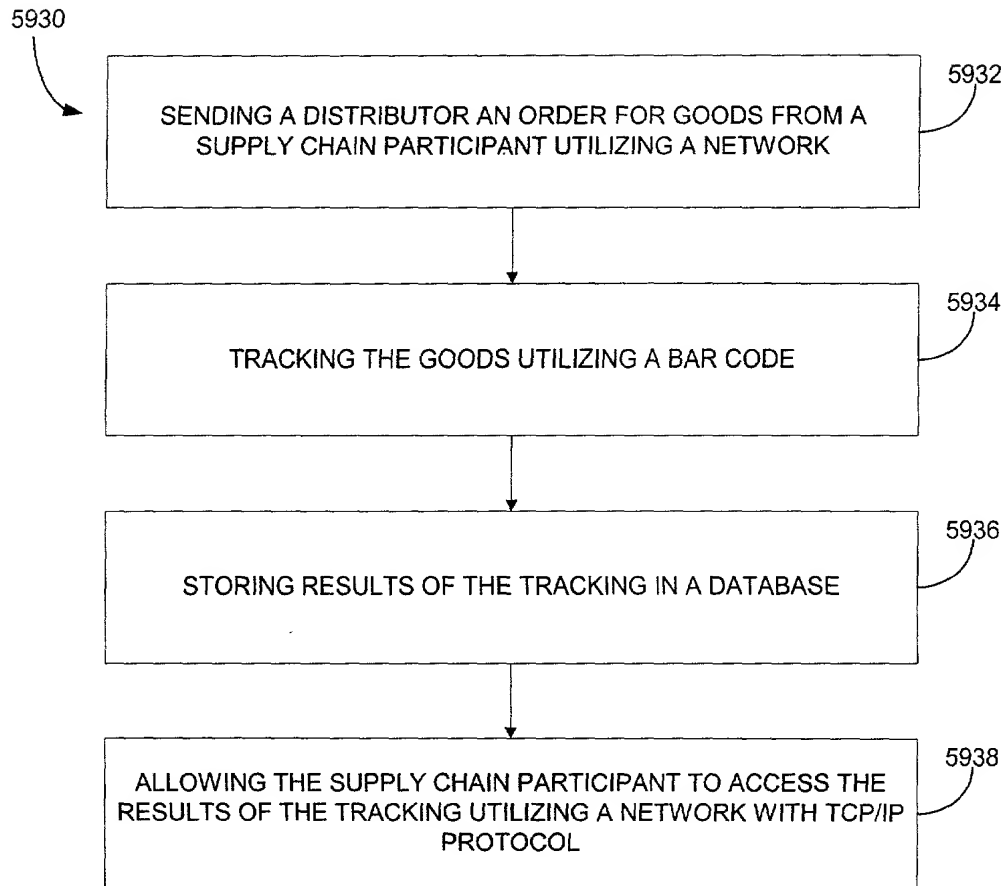 5930
5932
SENDING A DISTRIBUTOR AN ORDER FOR GOODS FROM A
SUPPLY CHAIN PARTICIPANT UTILIZING A NETWORK
5934
TRACKING THE GOODS UTILIZING A BAR CODE
5936
STORING RESULTS OF THE TRACKING IN A DATABASE
5938
ALLOWING THE SUPPLY CHAIN PARTICIPANT TO ACCESS THE
RESULTS OF THE TRACKING UTILIZING A NETWORK WITH TCP/IP
PROTOCOL